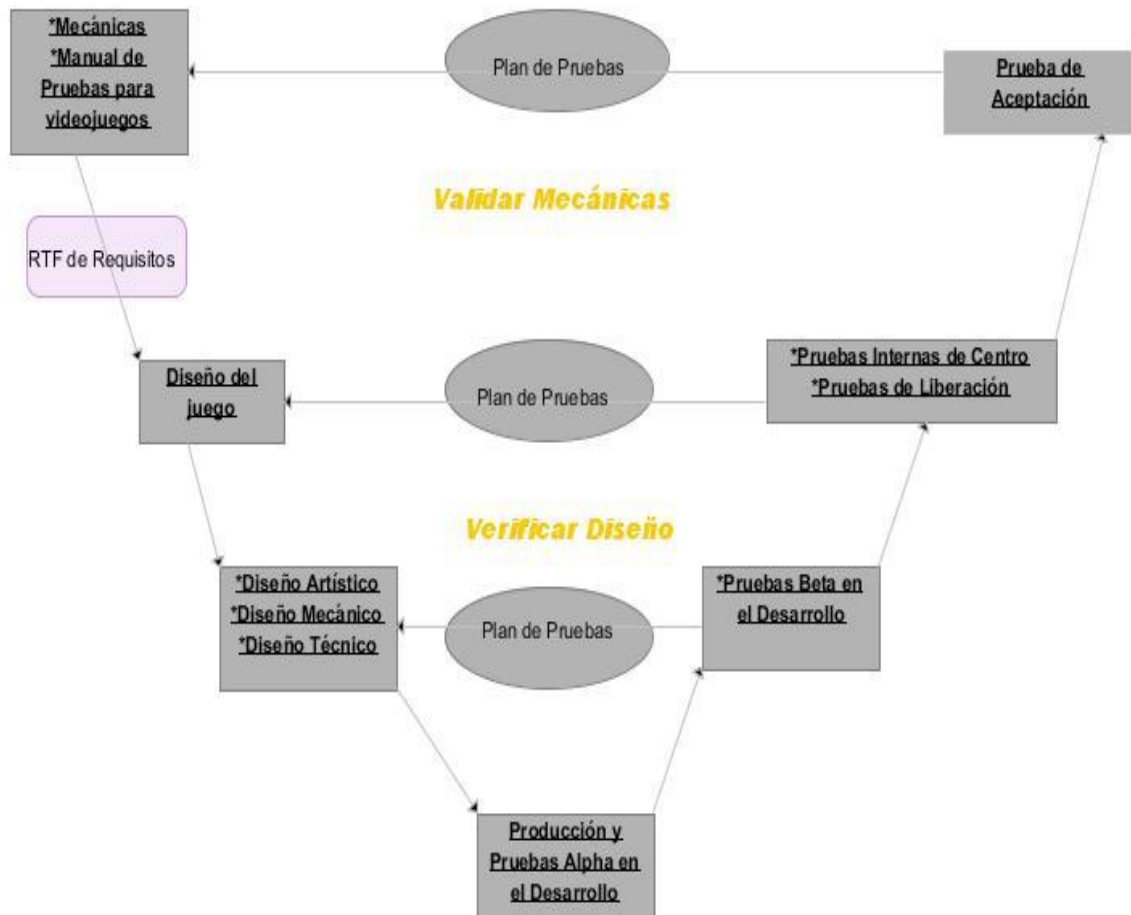 *Mecánicas
*Manual de
Pruebas para
videojuegos
Plan de Pruebas
Prueba de
Aceptación
Validar Mecánicas
RTF de Requisitos
Diseño del
juego
Plan de Pruebas
*Pruebas Internas de Centro
*Pruebas de Liberación
Verificar Diseño
*Diseño Artístico
*Diseño Mecánico
*Diseño Técnico
Plan de Pruebas
*Pruebas Beta en
el Desarrollo
Producción y
Pruebas Alpha en
el Desarrollo